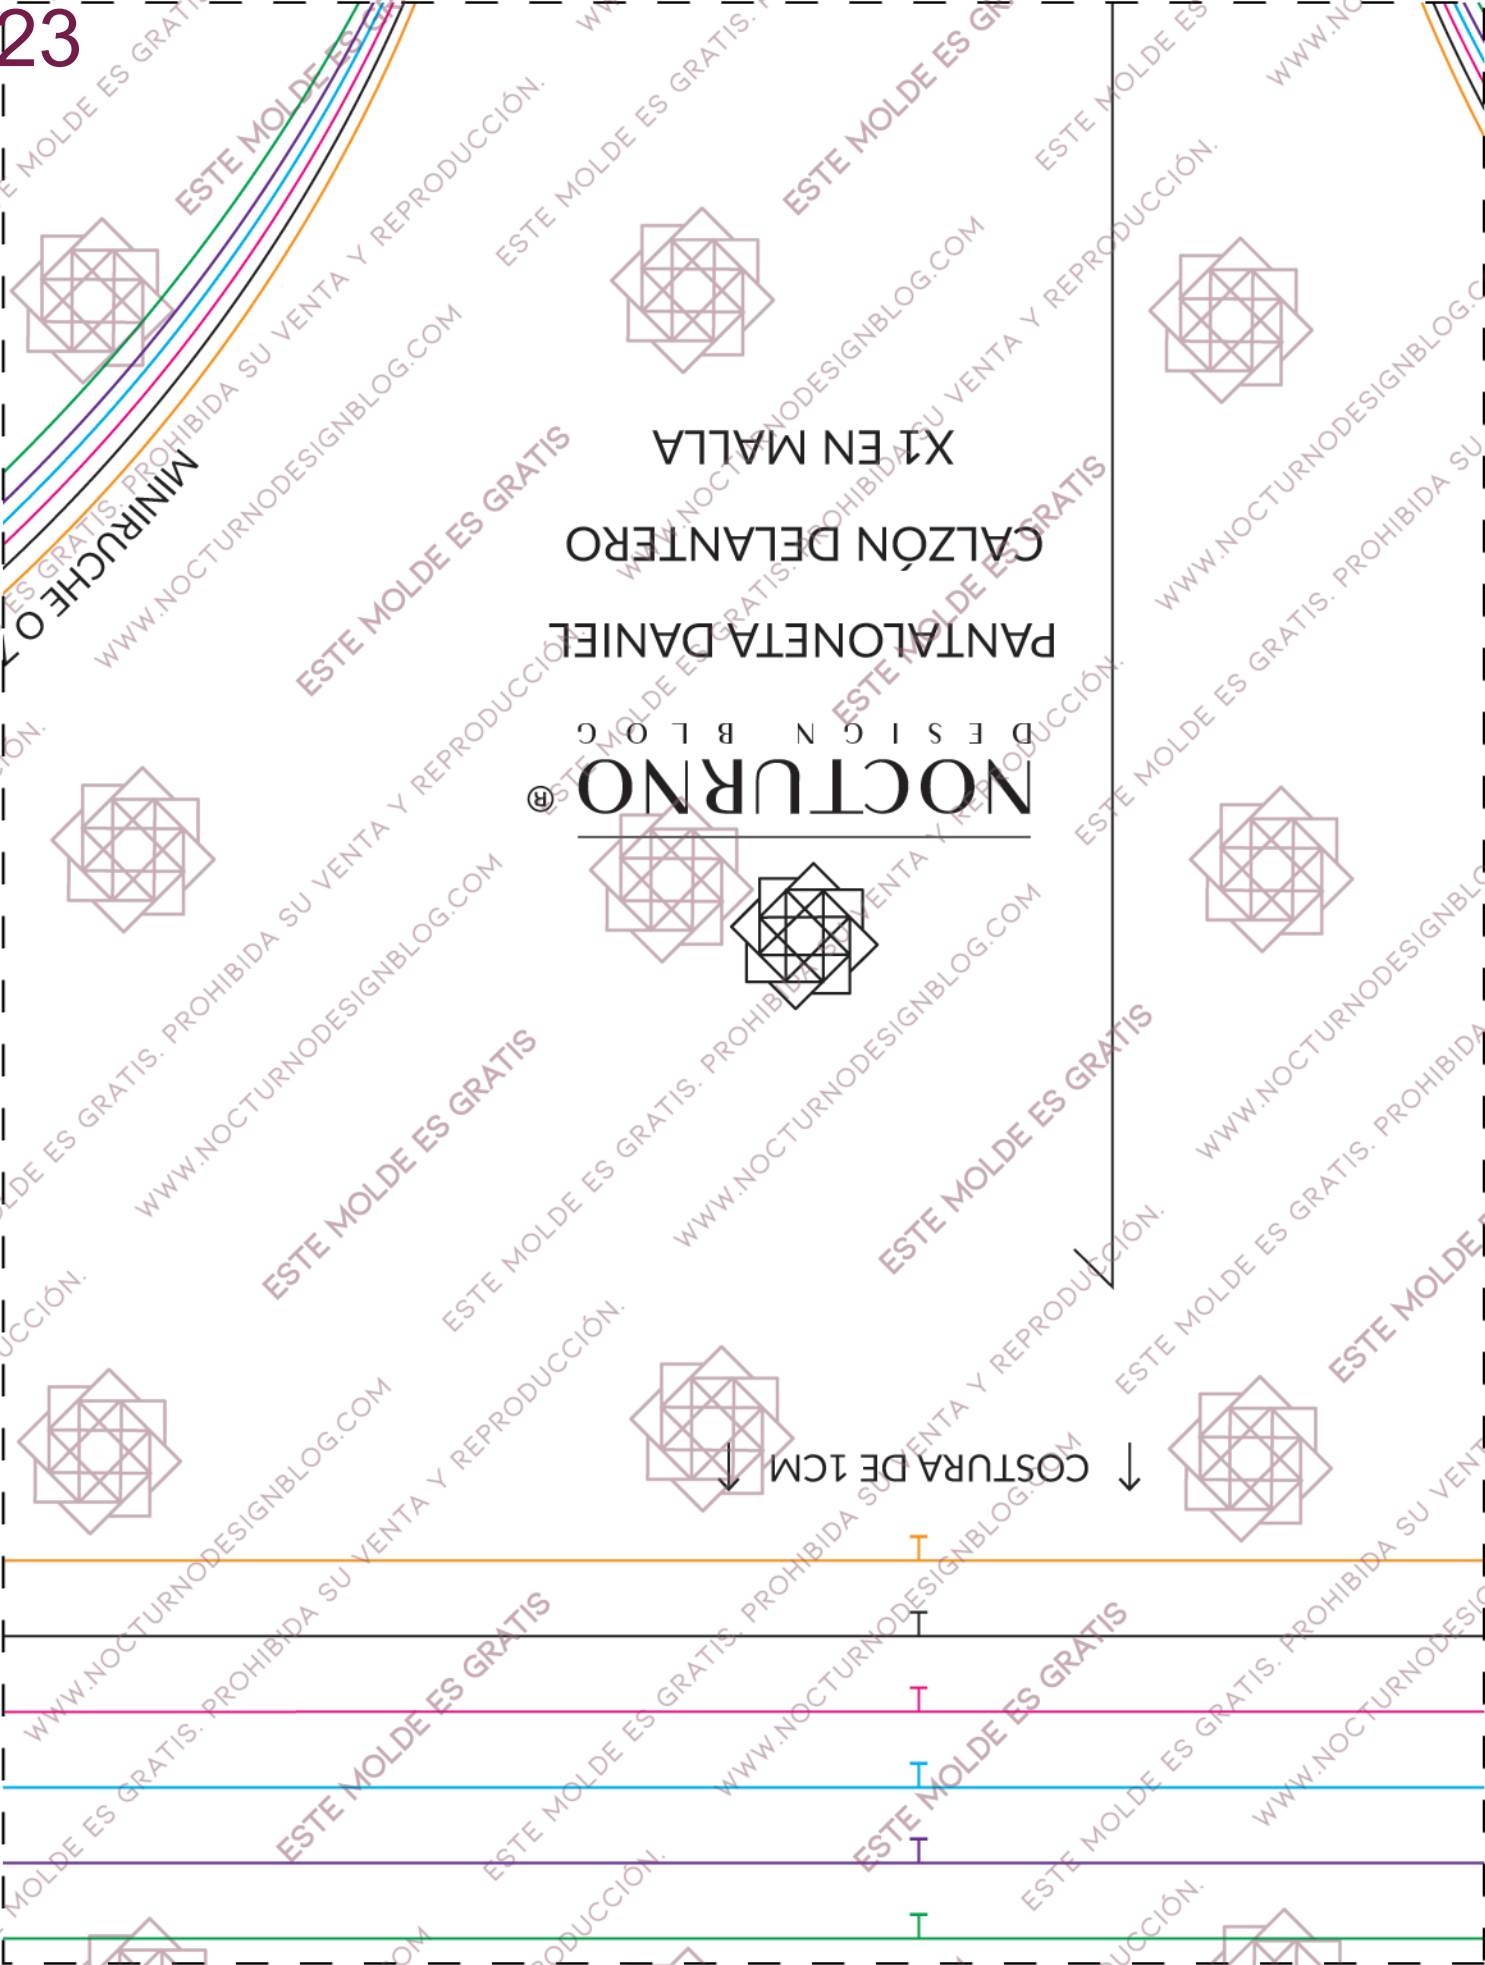 23
MINIRUCHE O
X1 EN MALLA
CALZÓN DELANTERO
PANTALONETA DANIEL
DESIGN BLOG
NOCTURNO ®
COSTURA DE 1CM
ESTE MOLDE ES GRATIS
ESTE MOLDE ES GRATIS. PROHIBIDA SU VENTA Y REPRODUCCIÓN.
WWW.NOCTURNODESIGNBLOG.COM